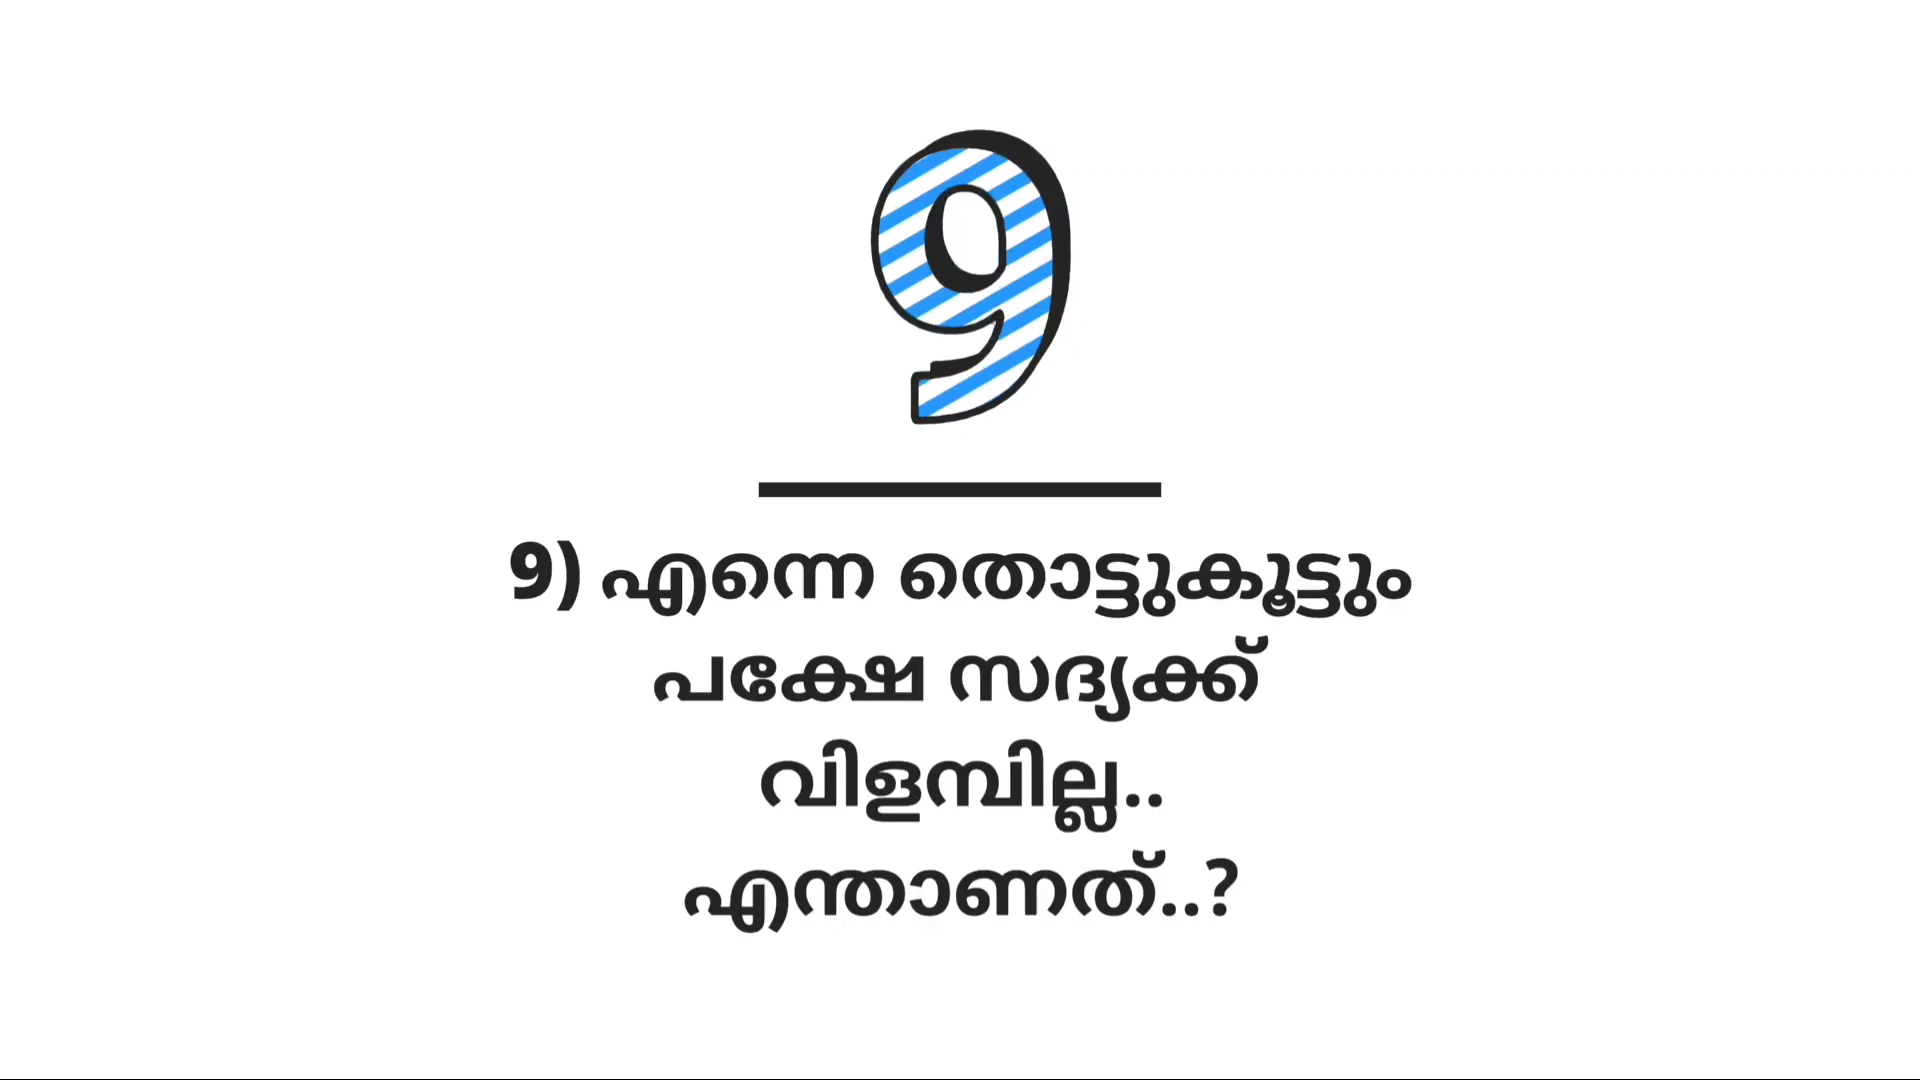 9
9) എന്നെ തൊട്ടുകൂട്ടും
പക്ഷേ സദ്യക്ക്
വിളമ്പില്ല..
എന്താണത്..?